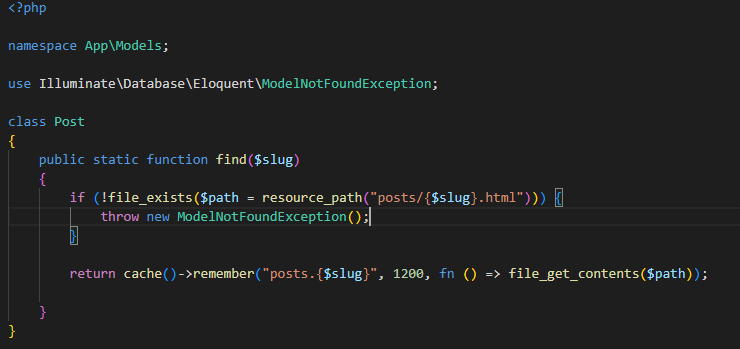 <?php
namespace App\Models;
use Illuminate\Database\Eloquent\ModelNotFoundException;
class Post
{
    public static function find($slug)
    {
        if (!file_exists($path = resource_path("posts/{$slug}.html"))) {
            throw new ModelNotFoundException();
        }
        return cache()->remember("posts.{$slug}", 1200, fn () => file_get_contents($path));
    }
}